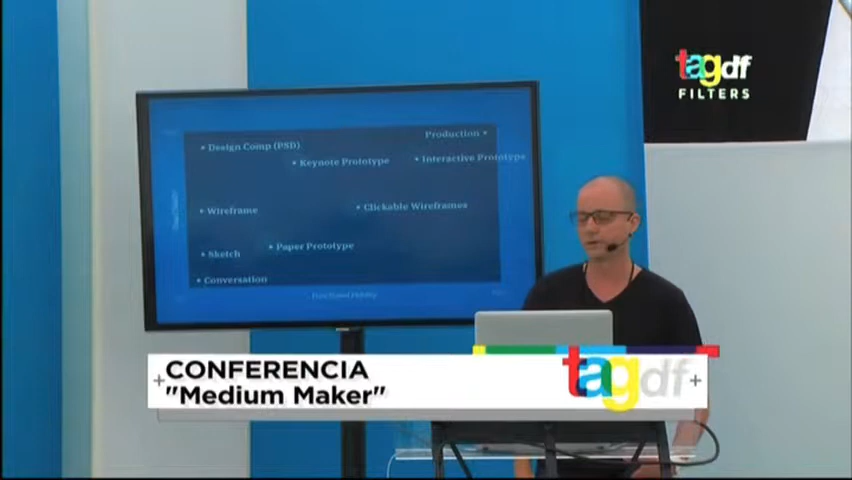 tagdf
FILTERS
Production
Design Comp (PSD)
Keynote Prototype
Interactive Prototype
Wireframe
Clickable Wireframes
Paper Prototype
Sketch
Conversation
CONFERENCIA
"Medium Maker"
tagdf